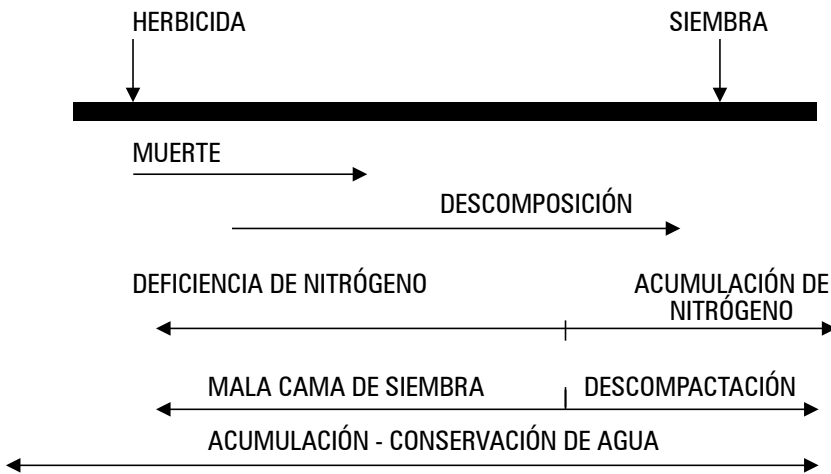 HERBICIDA
SIEMBRA
MUERTE
DESCOMPOSICIÓN
DEFICIENCIA DE NITRÓGENO
ACUMULACIÓN DE
NITRÓGENO
MALA CAMA DE SIEMBRA
DESCOMPACTACIÓN
ACUMULACIÓN - CONSERVACIÓN DE AGUA